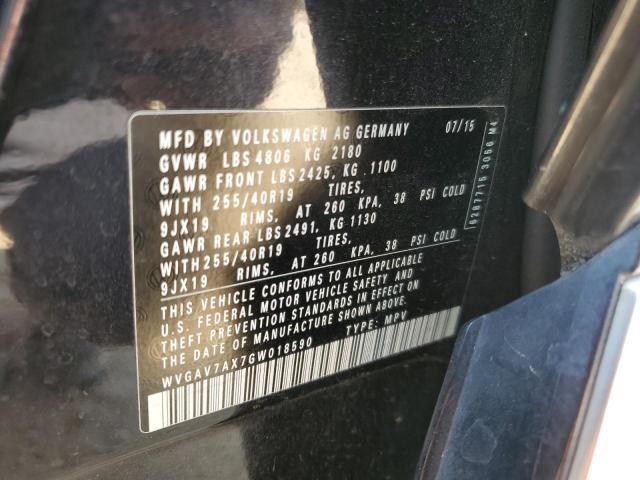 MFD BY VOLKSWAGEN AG GERMANY 07/15
GVWR LBS 4806 KG 2180
GAWR FRONT LBS 2425, KG .1100
WITH 255/40R19 TIRES,
9JX19 RIMS, AT 260 KPA, 38 PSI COLD
GAWR REAR LBS 2491, KG 1130
WITH 255/40R19 TIRES,
9JX19 RIMS, AT 260 KPA, 38 PSI COLD
THIS VEHICLE CONFORMS TO ALL APPLICABLE
U.S. FEDERAL MOTOR VEHICLE SAFETY AND
THEFT PREVENTION STANDARDS IN EFFECT ON
THE DATE OF MANUFACTURE SHOWN ABOVE.
WVGAV7AX7GW018590 TYPE: MPV
6287715 3056 M4